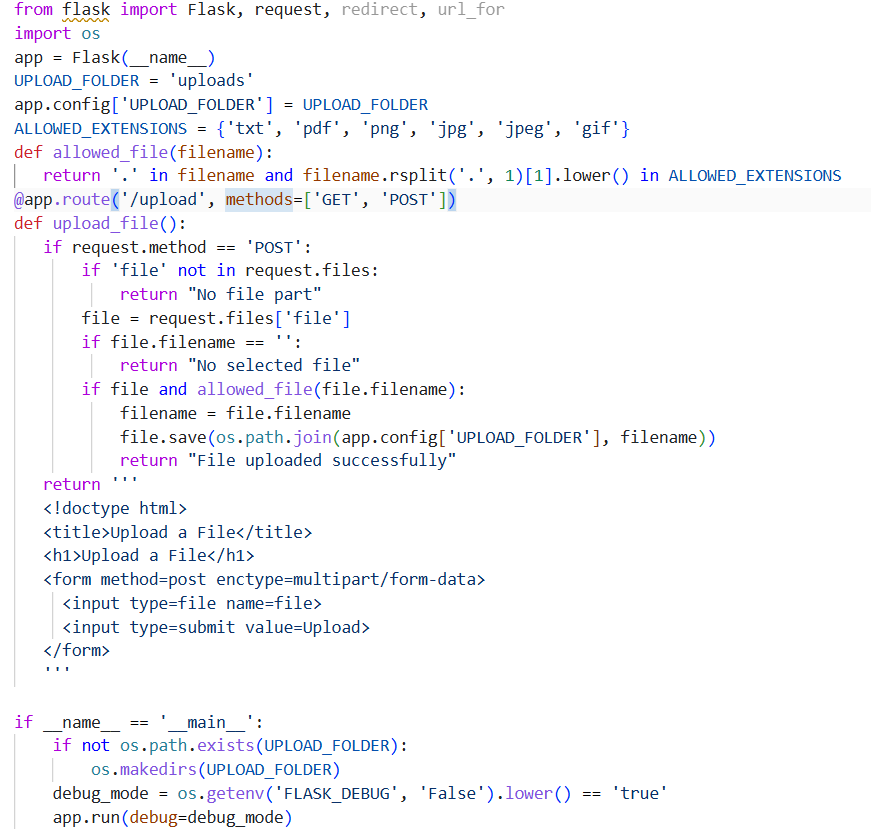 from flask import Flask, request, redirect, url_for
import os
app = Flask(__name__)
UPLOAD_FOLDER = 'uploads'
app.config['UPLOAD_FOLDER'] = UPLOAD_FOLDER
ALLOWED_EXTENSIONS = {'txt', 'pdf', 'png', 'jpg', 'jpeg', 'gif'}
def allowed_file(filename):
   return '.' in filename and filename.rsplit('.', 1)[1].lower() in ALLOWED_EXTENSIONS
@app.route('/upload', methods=['GET', 'POST'])
def upload_file():
   if request.method == 'POST':
       if 'file' not in request.files:
           return "No file part"
       file = request.files['file']
       if file.filename == '':
           return "No selected file"
       if file and allowed_file(file.filename):
           filename = file.filename
           file.save(os.path.join(app.config['UPLOAD_FOLDER'], filename))
           return "File uploaded successfully"
   return '''
   <!doctype html>
   <title>Upload a File</title>
   <h1>Upload a File</h1>
   <form method=post enctype=multipart/form-data>
     <input type=file name=file>
     <input type=submit value=Upload>
   </form>
   '''
if __name__ == '__main__':
    if not os.path.exists(UPLOAD_FOLDER):
        os.makedirs(UPLOAD_FOLDER)
    debug_mode = os.getenv('FLASK_DEBUG', 'False').lower() == 'true'
    app.run(debug=debug_mode)